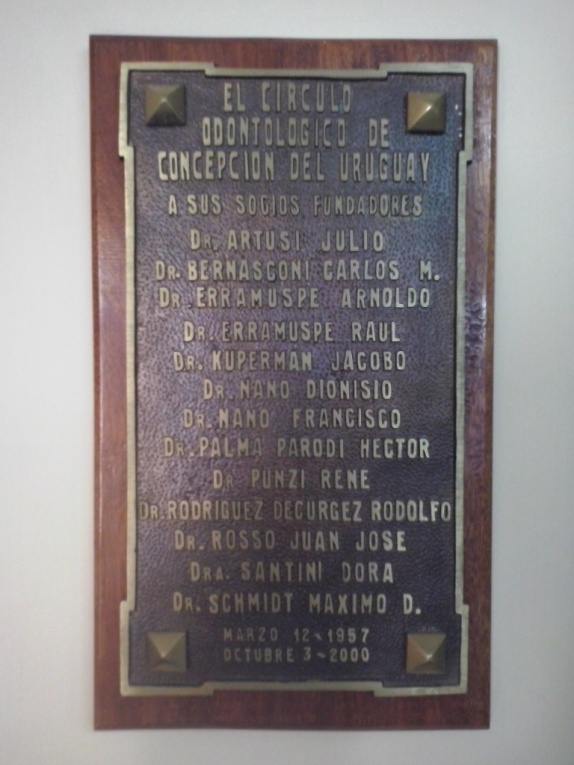 EL CIRCULO
ODONTOLOGICO DE
CONCEPCION DEL URUGUAY
A SUS SOCIOS FUNDADORES
DR. ARTUSI JULIO
DR. BERNASCONI CARLOS M.
DR. ERRAMUSPE ARNOLDO
DR. ERRAMUSPE RAUL
DR. KUPERMAN JACOBO
DR. NANO DIONISIO
DR. NANO FRANCISCO
DR. PALMA PARODI HECTOR
DR PUNZI RENE
DR. RODRIGUEZ DECURGEZ RODOLFO
DR. ROSSO JUAN JOSE
DRA. SANTINI DORA
DR. SCHMIDT MAXIMO D.
MARZO 12-1957
OCTUBRE 3-2000